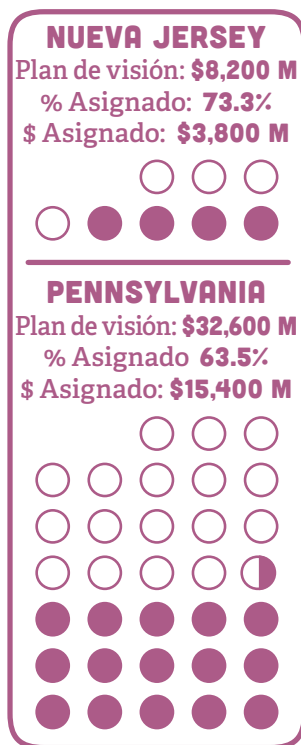 NUEVA JERSEY
Plan de visión: $8,200 M
% Asignado: 73.3%
$ Asignado: $3,800 M
PENNSYLVANIA
Plan de visión: $32,600 M
% Asignado 63.5%
$ Asignado: $15,400 M